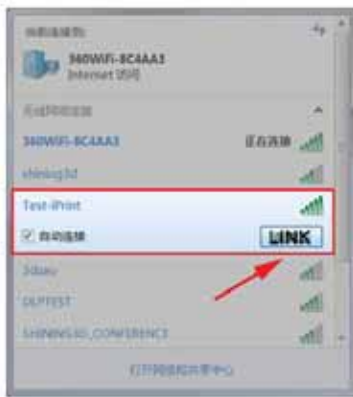 当前连接到:
360WiFi-8C4AA3
Internet 访问
无线网络连接
360WiFi-8C4AA3 正在连接
shining3d
Test-iPrint
自动连接 LINK
3dsau
DLPTEST
SHINING3D_CONFERENCE
打开网络和共享中心